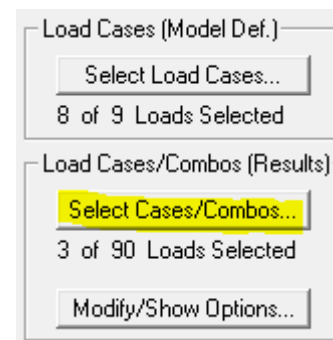 Load Cases (Model Def.)
Select Load Cases...
8 of 9 Loads Selected
Load Cases/Combos (Results)
Select Cases/Combos...
3 of 90 Loads Selected
Modify/Show Options...